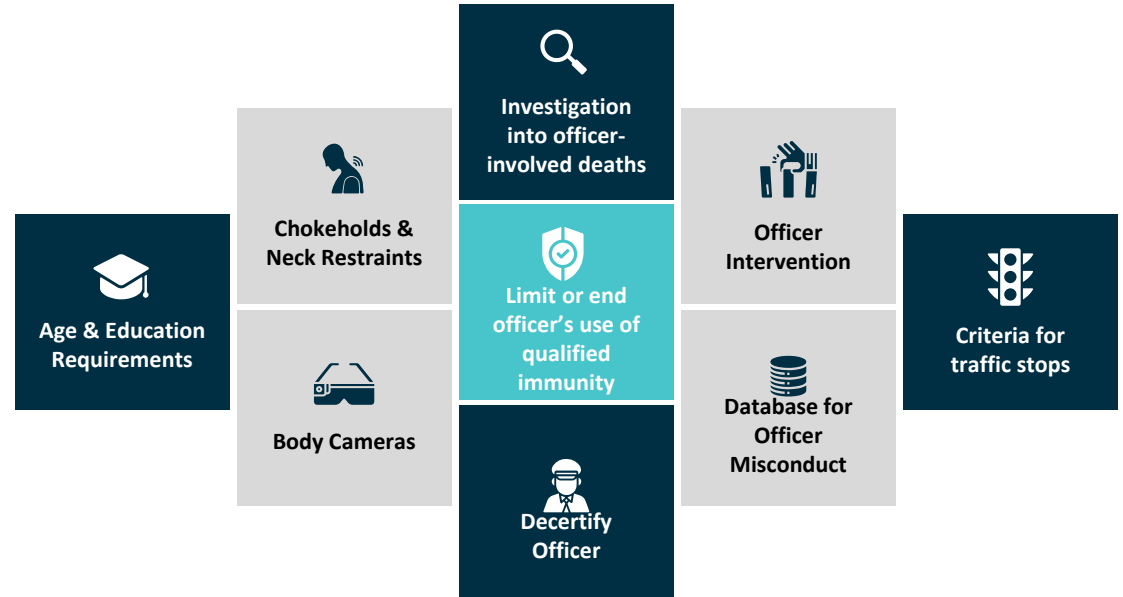 Investigation
into officer-
involved deaths
Chokeholds &
Neck Restraints
Officer
Intervention
Age & Education
Requirements
Limit or end
officer’s use of
qualified
immunity
Criteria for
traffic stops
Body Cameras
Database for
Officer
Misconduct
Decertify
Officer